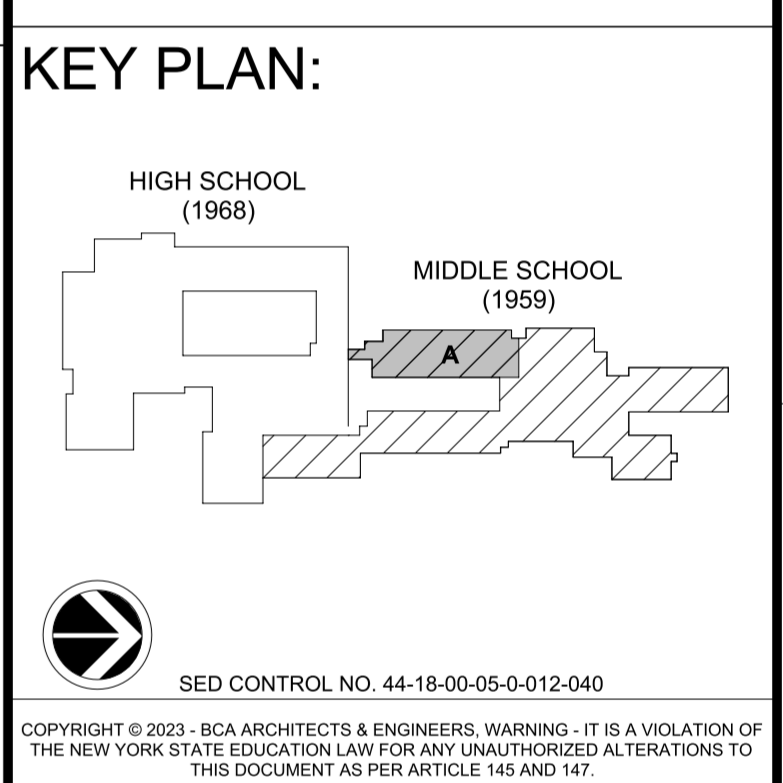 KEY PLAN:
HIGH SCHOOL
(1968)
MIDDLE SCHOOL
(1959)
A
SED CONTROL NO. 44-18-00-05-0-012-040
COPYRIGHT © 2023 - BCA ARCHITECTS & ENGINEERS, WARNING - IT IS A VIOLATION OF
THE NEW YORK STATE EDUCATION LAW FOR ANY UNAUTHORIZED ALTERATIONS TO
THIS DOCUMENT AS PER ARTICLE 145 AND 147.